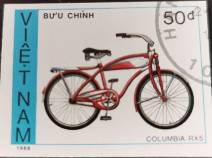 BƯU CHÍNH
50đ
VIỆT NAM
COLUMBIA RX5
1988